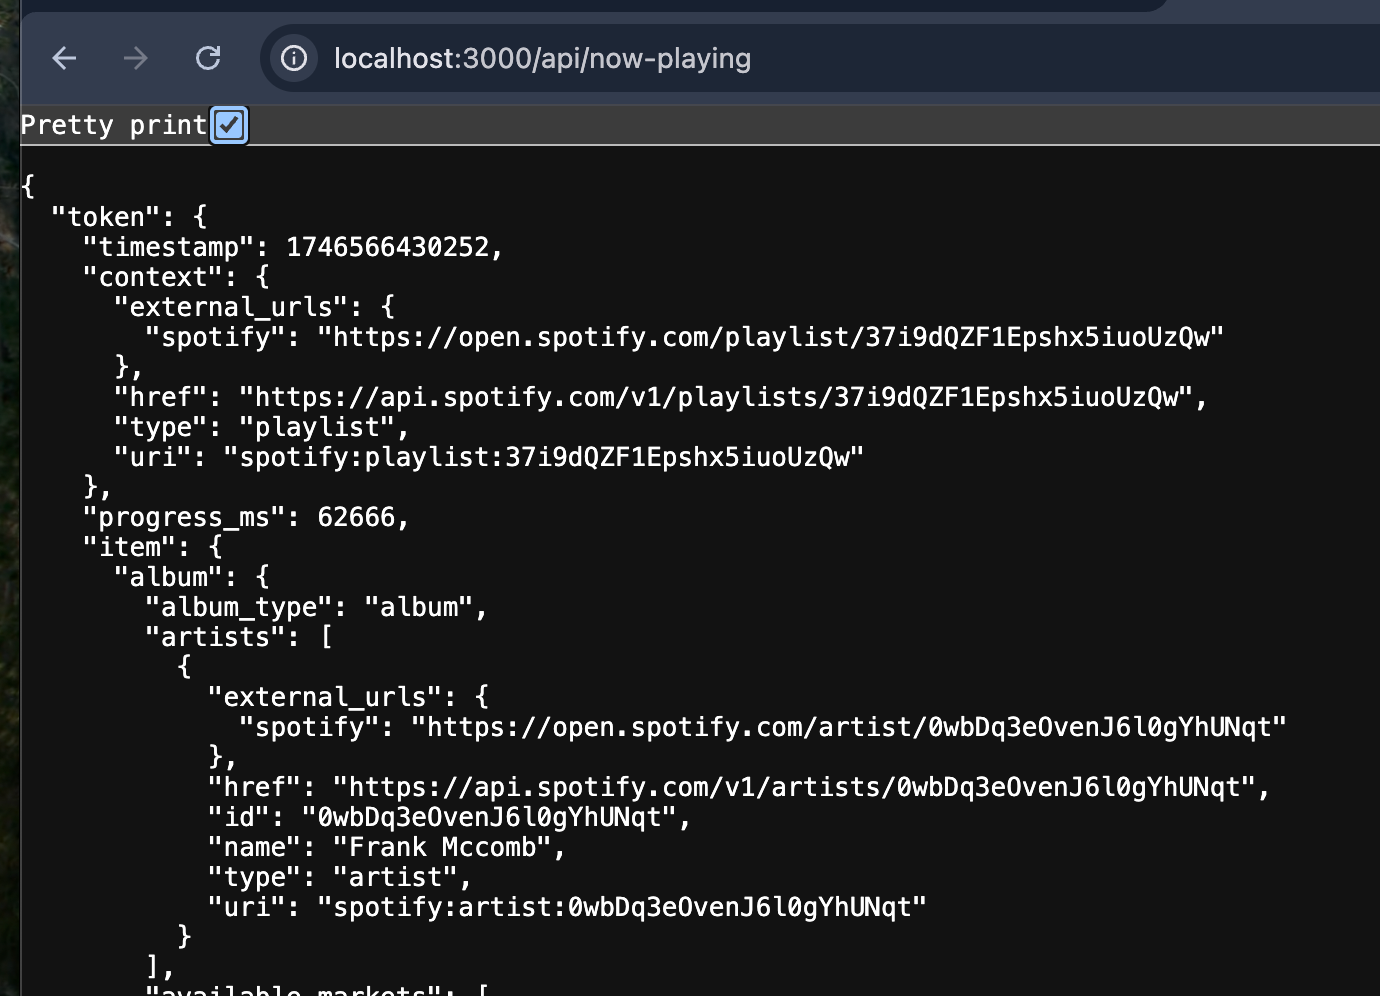 localhost:3000/api/now-playing
Pretty print
{
  "token": {
    "timestamp": 1746566430252,
    "context": {
      "external_urls": {
        "spotify": "https://open.spotify.com/playlist/37i9dQZF1Epshx5iuoUzQw"
      },
      "href": "https://api.spotify.com/v1/playlists/37i9dQZF1Epshx5iuoUzQw",
      "type": "playlist",
      "uri": "spotify:playlist:37i9dQZF1Epshx5iuoUzQw"
    },
    "progress_ms": 62666,
    "item": {
      "album": {
        "album_type": "album",
        "artists": [
          {
            "external_urls": {
              "spotify": "https://open.spotify.com/artist/0wbDq3eOvenJ6l0gYhUNqt"
            },
            "href": "https://api.spotify.com/v1/artists/0wbDq3eOvenJ6l0gYhUNqt",
            "id": "0wbDq3eOvenJ6l0gYhUNqt",
            "name": "Frank Mccomb",
            "type": "artist",
            "uri": "spotify:artist:0wbDq3eOvenJ6l0gYhUNqt"
          }
        ],
        "available_markets": [